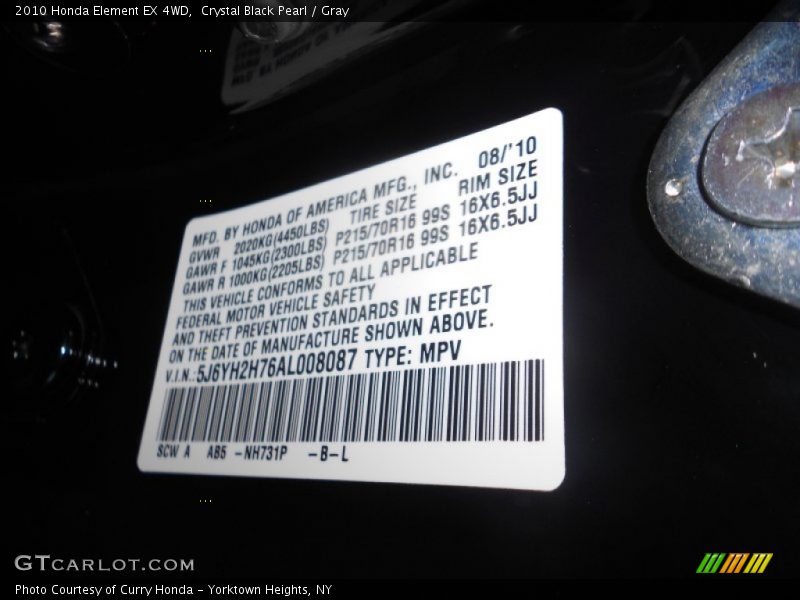 2010 Honda Element EX 4WD,  Crystal Black Pearl / Gray
MFD. BY HONDA OF AMERICA MFG., INC. 08/'10
GVWR 2020KG(4450LBS) TIRE SIZE RIM SIZE
GAWR F 1045KG(2300LBS) P215/70R16 99S 16X6.5JJ
GAWR R 1000KG(2205LBS) P215/70R16 99S 16X6.5JJ
THIS VEHICLE CONFORMS TO ALL APPLICABLE
FEDERAL MOTOR VEHICLE SAFETY
AND THEFT PREVENTION STANDARDS IN EFFECT
ON THE DATE OF MANUFACTURE SHOWN ABOVE.
V.I.N.:5J6YH2H76AL008087 TYPE: MPV
SCW A AB5 -NH731P -B-L
GTCARLOT.COM
Photo Courtesy of Curry Honda - Yorktown Heights, NY